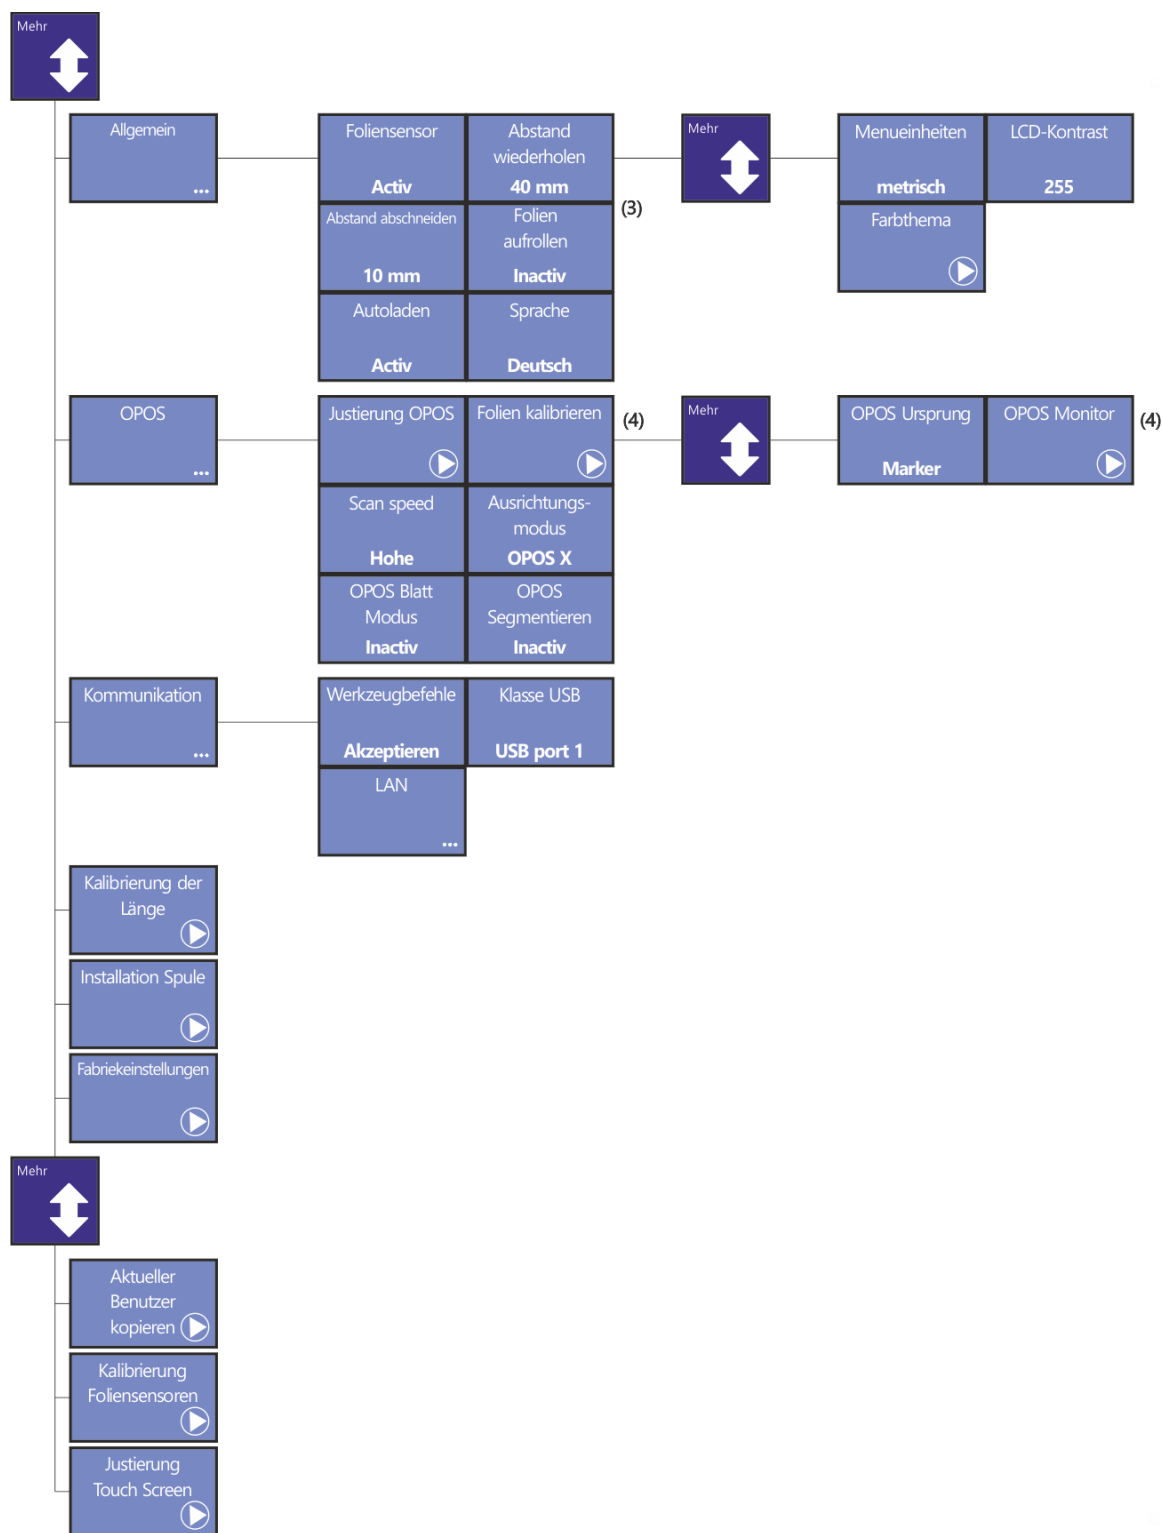 Mehr
Allgemein
...
Foliensensor
Activ
Abstand
wiederholen
40 mm
(3)
Abstand abschneiden
10 mm
Folien
aufrollen
Inactiv
Autoladen
Activ
Sprache
Deutsch
Mehr
Menueinheiten
metrisch
LCD-Kontrast
255
Farbthema
OPOS
...
Justierung OPOS
Folien kalibrieren
(4)
Scan speed
Hohe
Ausrichtungs-
modus
OPOS X
OPOS Blatt
Modus
Inactiv
OPOS
Segmentieren
Inactiv
Mehr
OPOS Ursprung
Marker
OPOS Monitor
(4)
Kommunikation
...
Werkzeugbefehle
Akzeptieren
Klasse USB
USB port 1
LAN
...
Kalibrierung der
Länge
Installation Spule
Fabriekeinstellungen
Mehr
Aktueller
Benutzer
kopieren
Kalibrierung
Foliensensoren
Justierung
Touch Screen